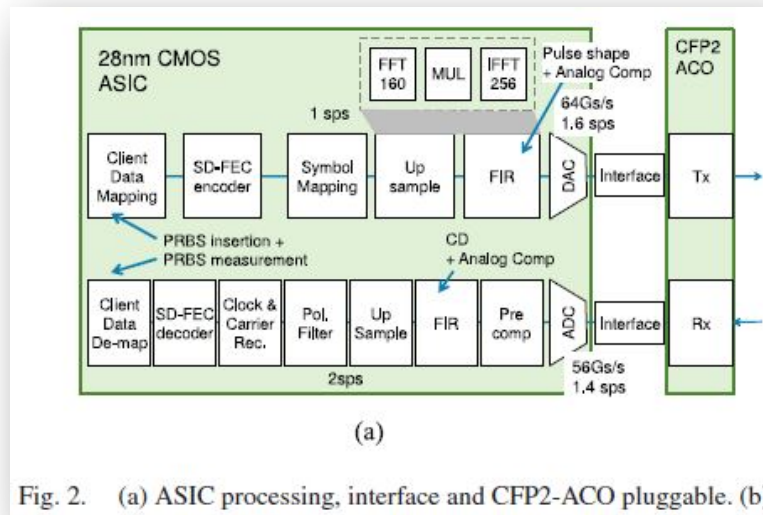 28nm CMOS
ASIC
FFT
160
MUL
IFFT
256
Pulse shape
+ Analog Comp
CFP2
ACO
1 sps
64Gs/s
1.6 sps
Client
Data
Mapping
SD-FEC
encoder
Symbol
Mapping
Up
sample
FIR
DAC
Interface
Tx
PRBS insertion +
PRBS measurement
CD
+ Analog Comp
Client
Data
De-map
SD-FEC
decoder
Clock &
Carrier
Rec.
Pol.
Filter
Up
Sample
FIR
Pre
comp
ADC
Interface
Rx
2sps
56Gs/s
1.4 sps
(a)
Fig. 2. (a) ASIC processing, interface and CFP2-ACO pluggable. (b)